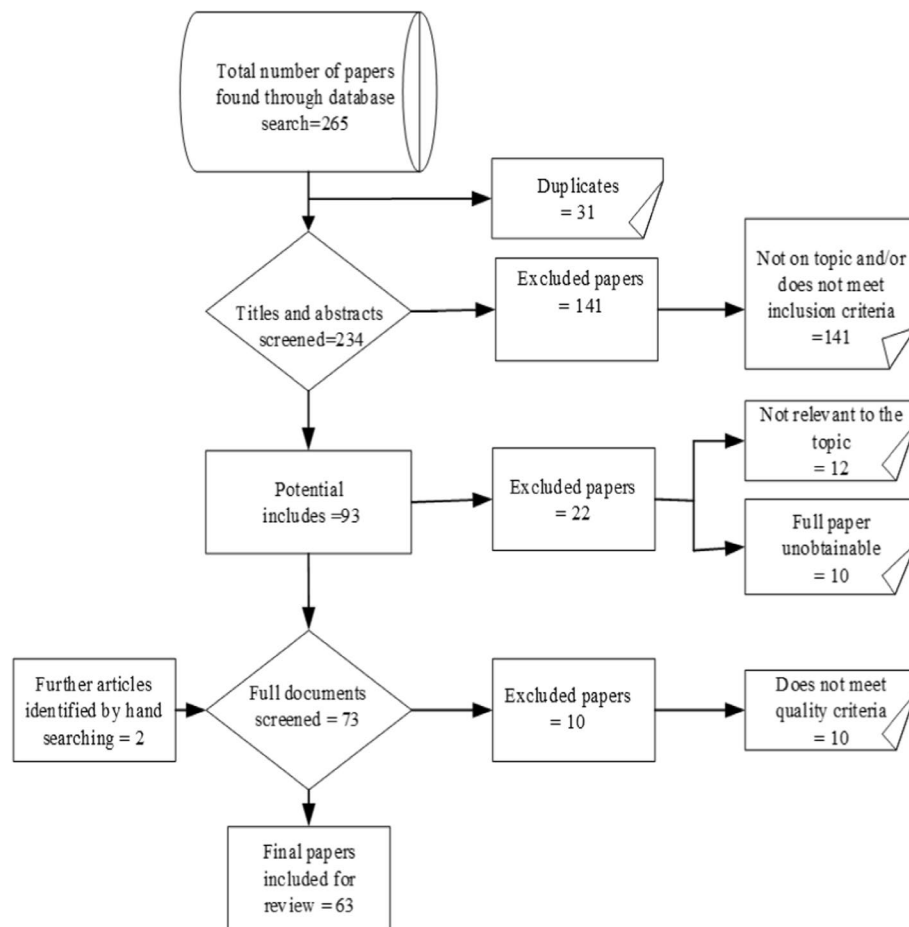 Total number of papers
found through database
search=265
Duplicates
= 31
Titles and abstracts
screened=234
Excluded papers
= 141
Not on topic and/or
does not meet
inclusion criteria
=141
Potential
includes =93
Excluded papers
= 22
Not relevant to the
topic
= 12
Full paper
unobtainable
= 10
Further articles
identified by hand
searching = 2
Full documents
screened = 73
Excluded papers
= 10
Does not meet
quality criteria
= 10
Final papers
included for
review = 63